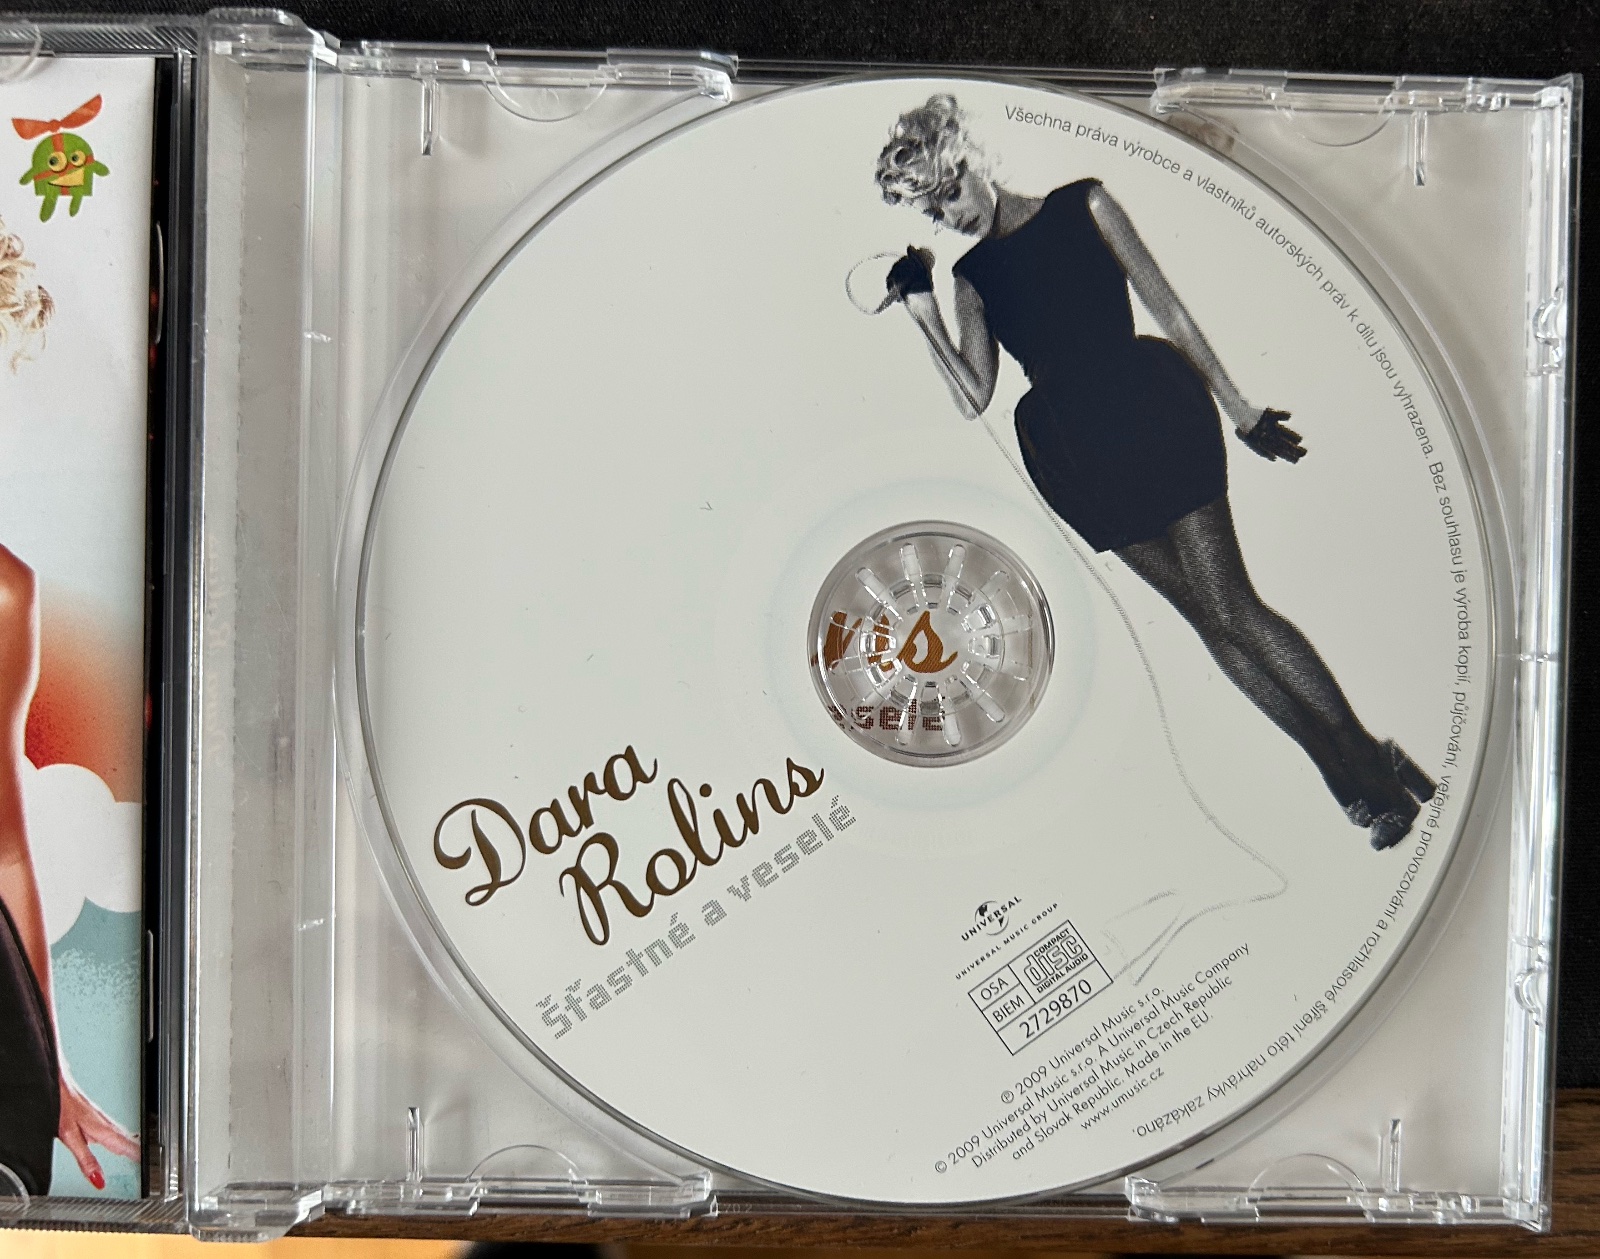 Všechna práva výrobce a vlastníků autorských práv k dílu jsou vyhrazena. Bez souhlasu je výroba kopií, půjčování, veřejné provozování a rozhlasové šíření této nahrávky zakázáno.
ns
selé
Dara
Rolins
šťastné a veselé
UNIVERSAL
UNIVERSAL MUSIC GROUP
OSA
BIEM
COMPACT
disc
DIGITAL AUDIO
2729870
℗ 2009 Universal Music s.r.o.
© 2009 Universal Music s.r.o. A Universal Music Company
Distributed by Universal Music in Czech Republic
and Slovak Republic. Made in the EU.
www.umusic.cz